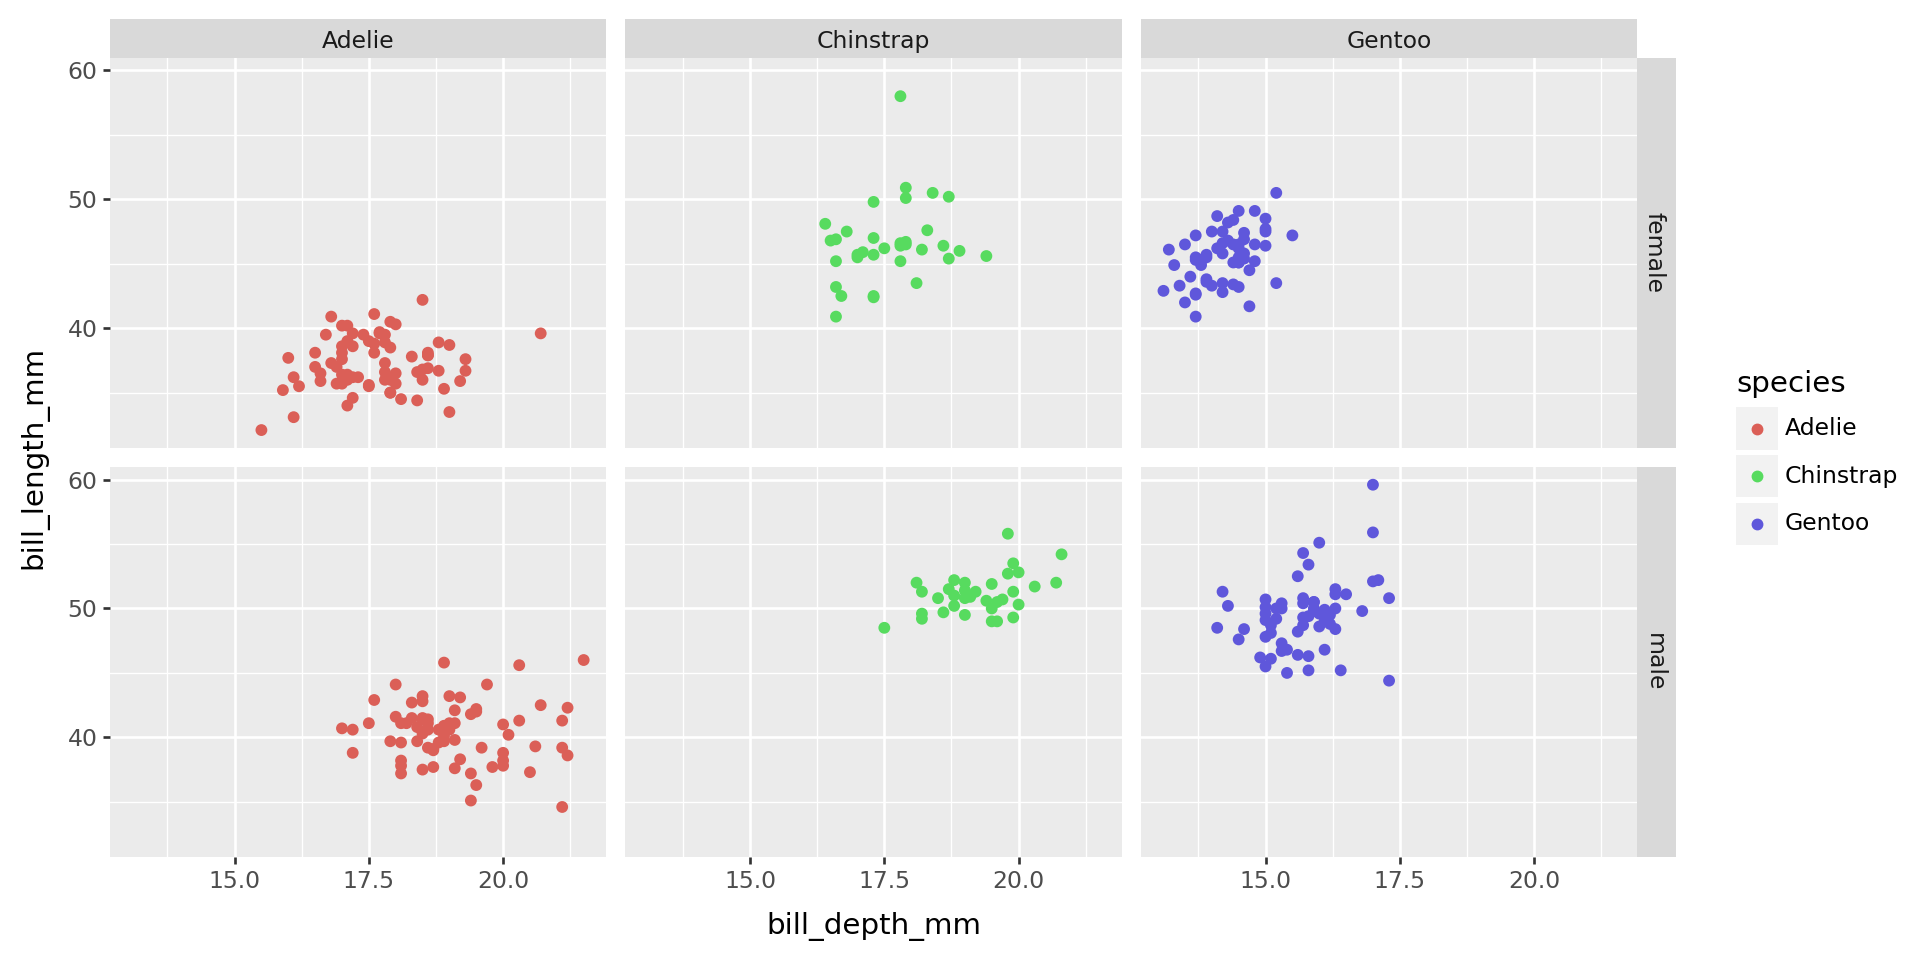 Adelie
Chinstrap
Gentoo
60
50
40
female
bill_length_mm
60
50
40
male
15.0 17.5 20.0
15.0 17.5 20.0
15.0 17.5 20.0
bill_depth_mm
species
Adelie
Chinstrap
Gentoo